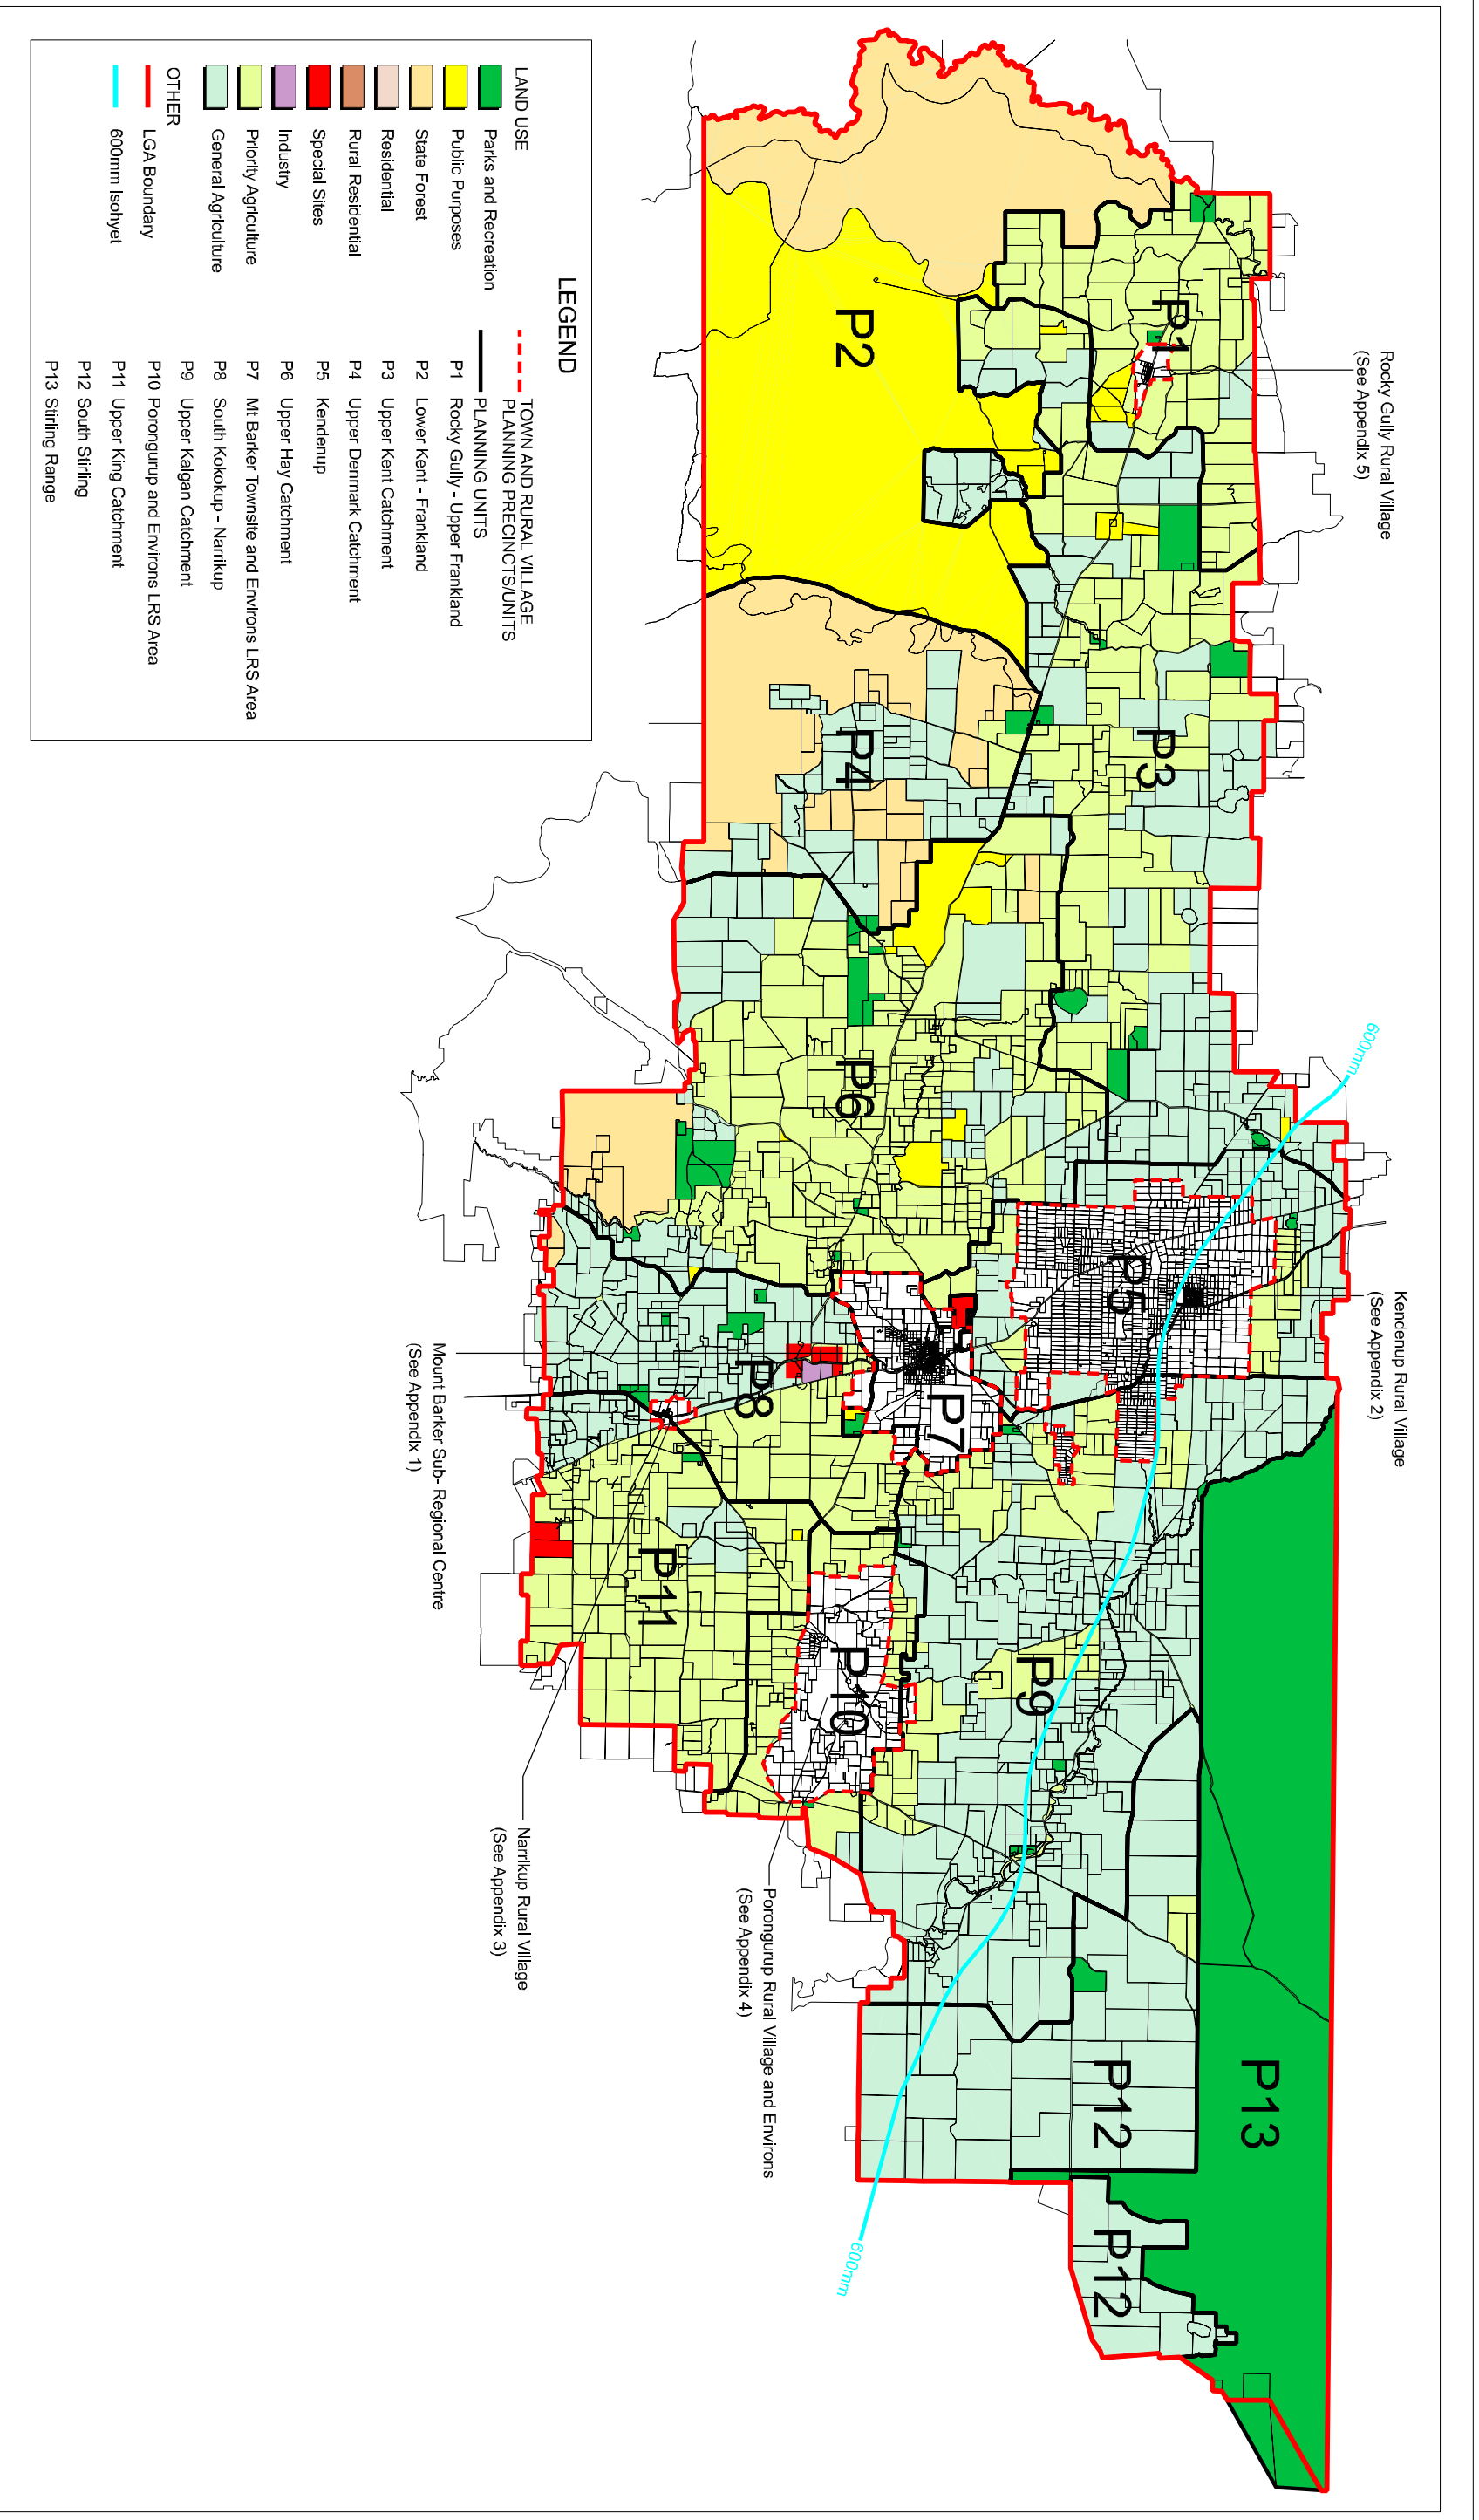 Rocky Gully Rural Village
(See Appendix 5)
Kendenup Rural Village
(See Appendix 2)
600mm
P1
P2
P3
P4
P5
P6
P7
P8
P9
P10
P11
P12
P12
P13
600mm
Mount Barker Sub- Regional Centre
(See Appendix 1)
Narrikup Rural Village
(See Appendix 3)
Porongurup Rural Village and Environs
(See Appendix 4)
LEGEND
LAND USE
Parks and Recreation
Public Purposes
State Forest
Residential
Rural Residential
Special Sites
Industry
Priority Agriculture
General Agriculture
OTHER
LGA Boundary
600mm Isohyet
TOWN AND RURAL VILLAGE
PLANNING PRECINCTS/UNITS
PLANNING UNITS
P1 Rocky Gully - Upper Frankland
P2 Lower Kent - Frankland
P3 Upper Kent Catchment
P4 Upper Denmark Catchment
P5 Kendenup
P6 Upper Hay Catchment
P7 Mt Barker Townsite and Environs LRS Area
P8 South Kokokup - Narrikup
P9 Upper Kalgan Catchment
P10 Porongurup and Environs LRS Area
P11 Upper King Catchment
P12 South Stirling
P13 Stirling Range